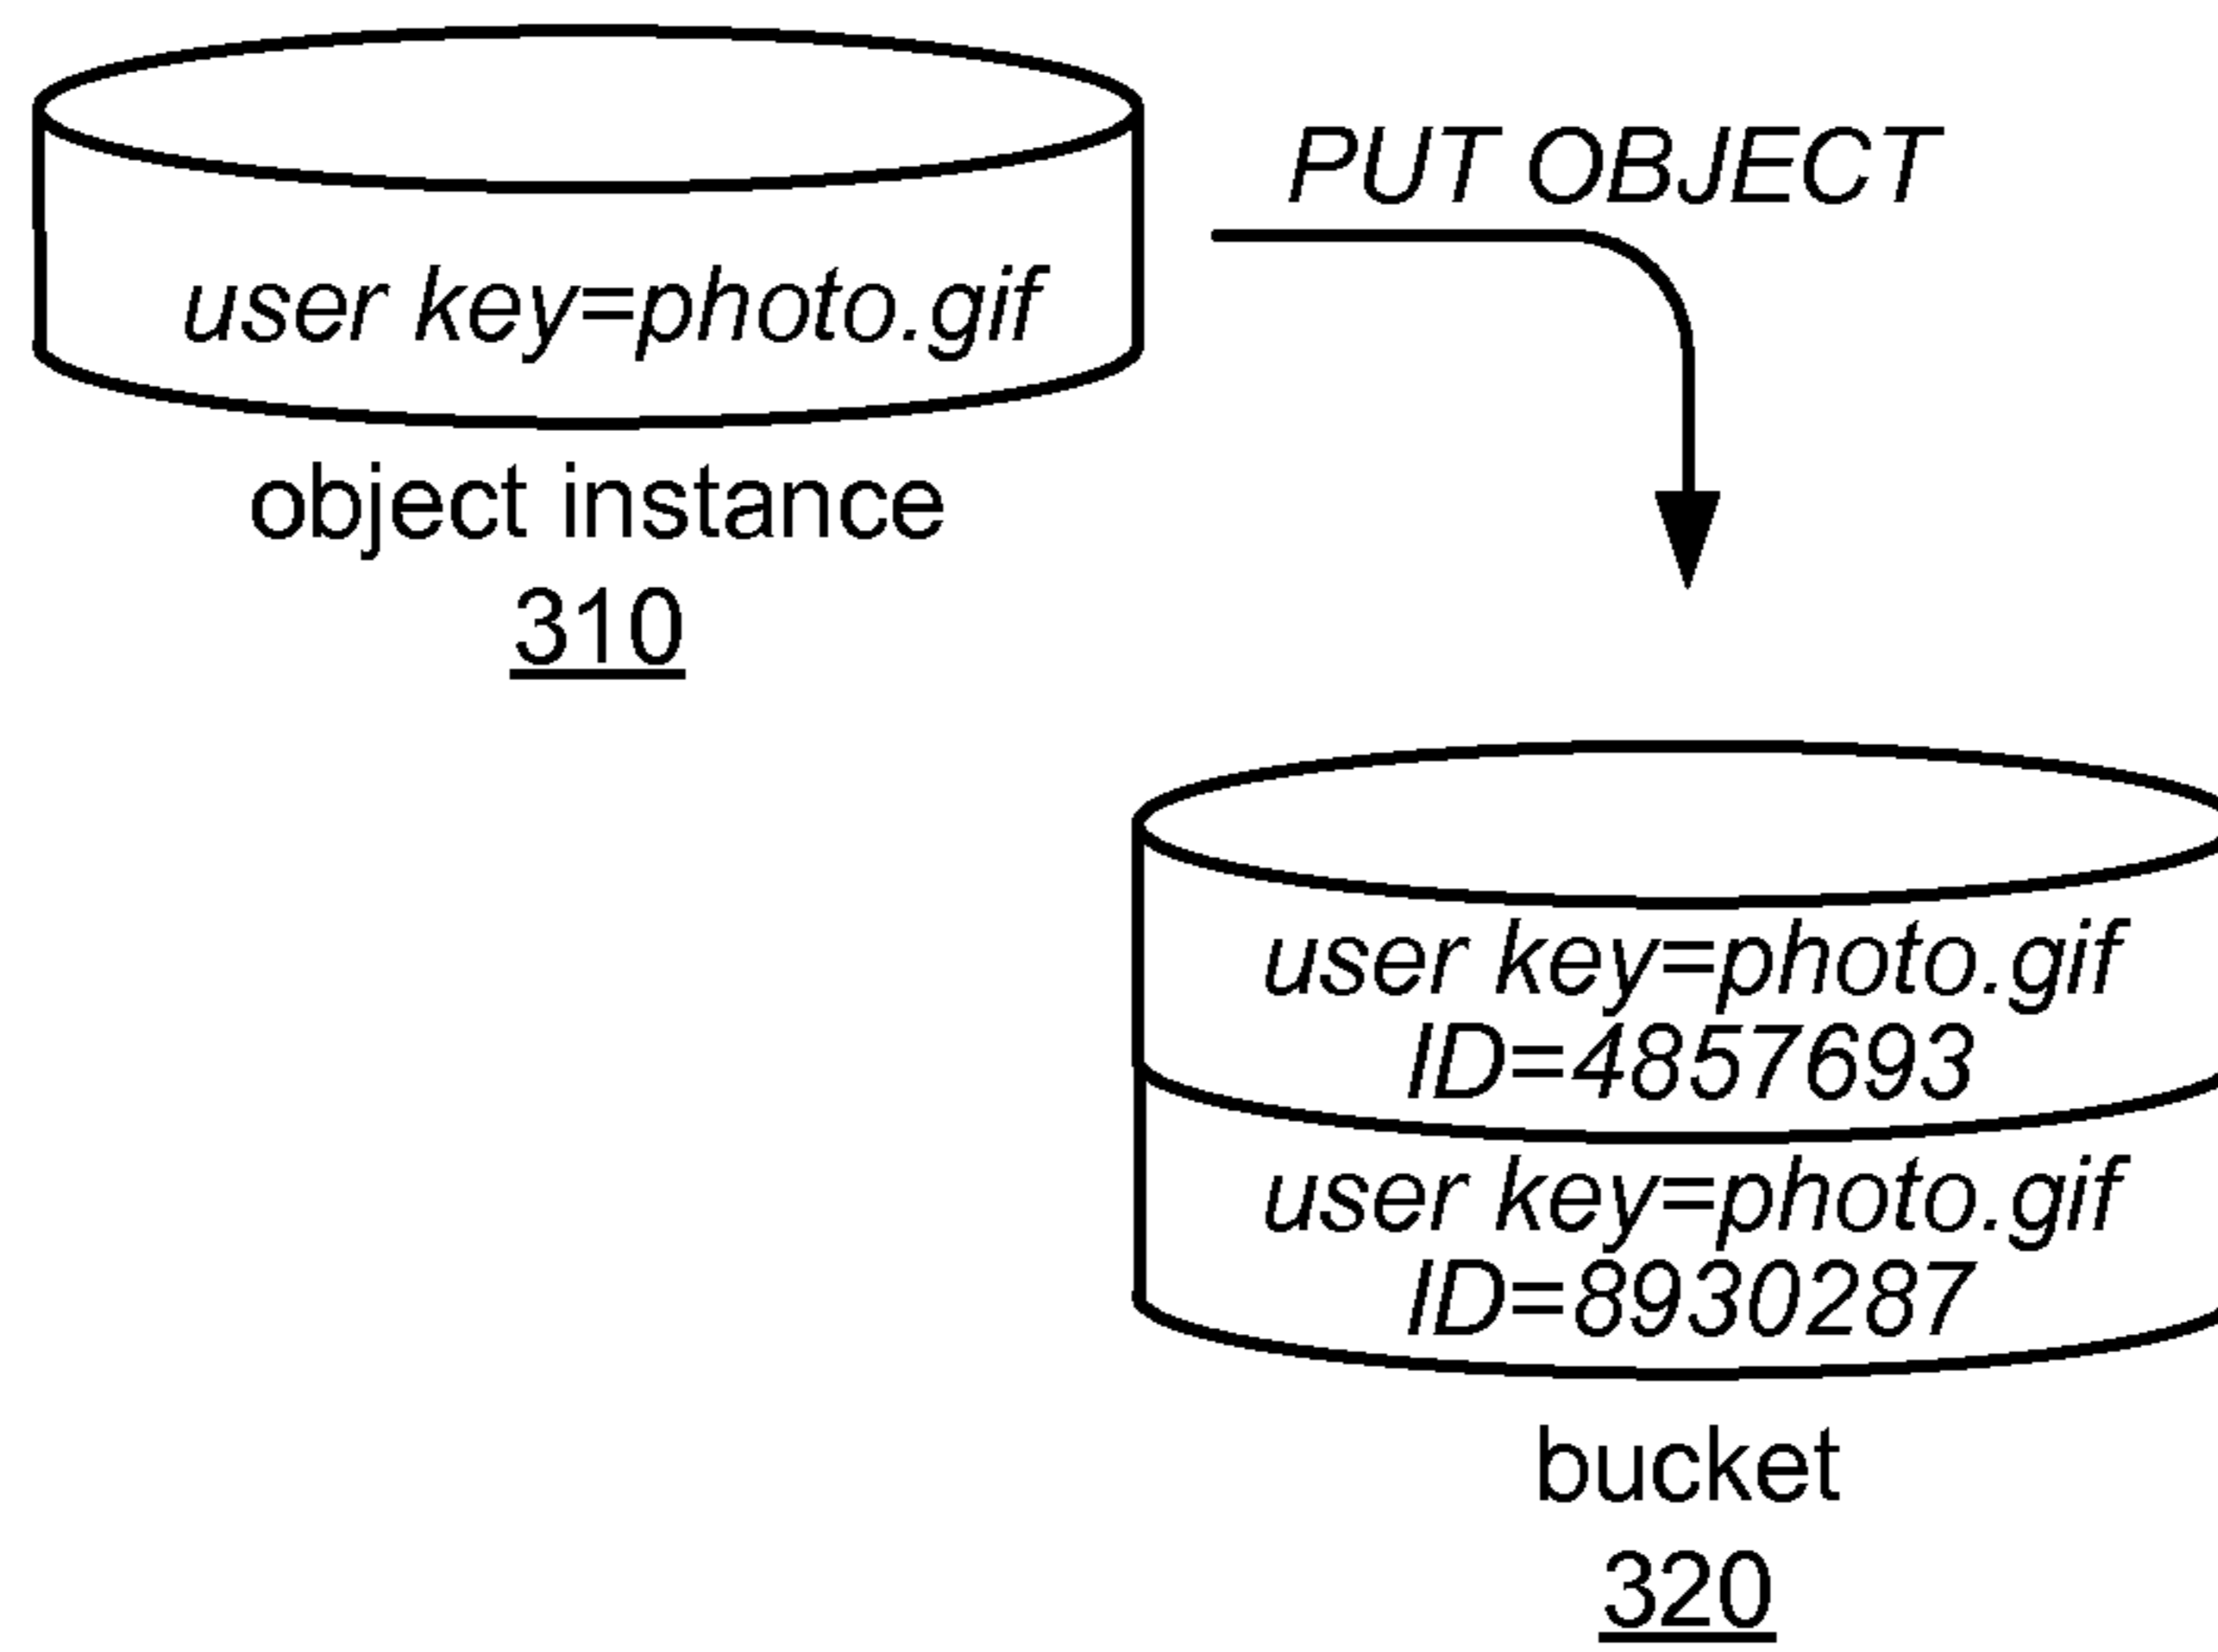 PUT OBJECT
user key=photo.gif
object instance
310
user key=photo.gif
ID=4857693
user key=photo.gif
ID=8930287
bucket
320